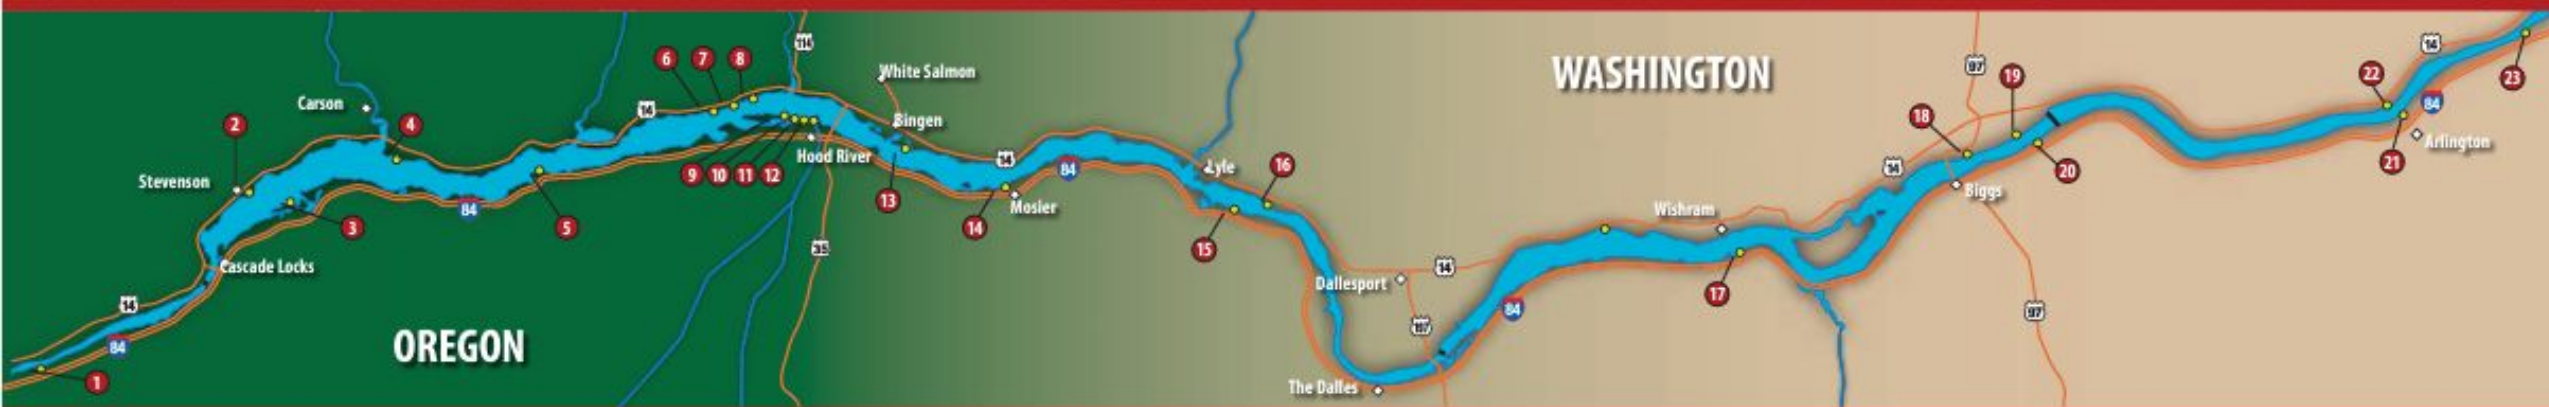 WASHINGTON
OREGON
Carson
Stevenson
Cascade Locks
White Salmon
Bingen
Hood River
Mosier
Lyle
Dallesport
The Dalles
Wishram
Biggs
Arlington
1
2
3
4
5
6
7
8
9
10
11
12
13
14
15
16
17
18
19
20
21
22
23
14
84
84
14
35
14
84
14
197
84
14
97
97
14
84